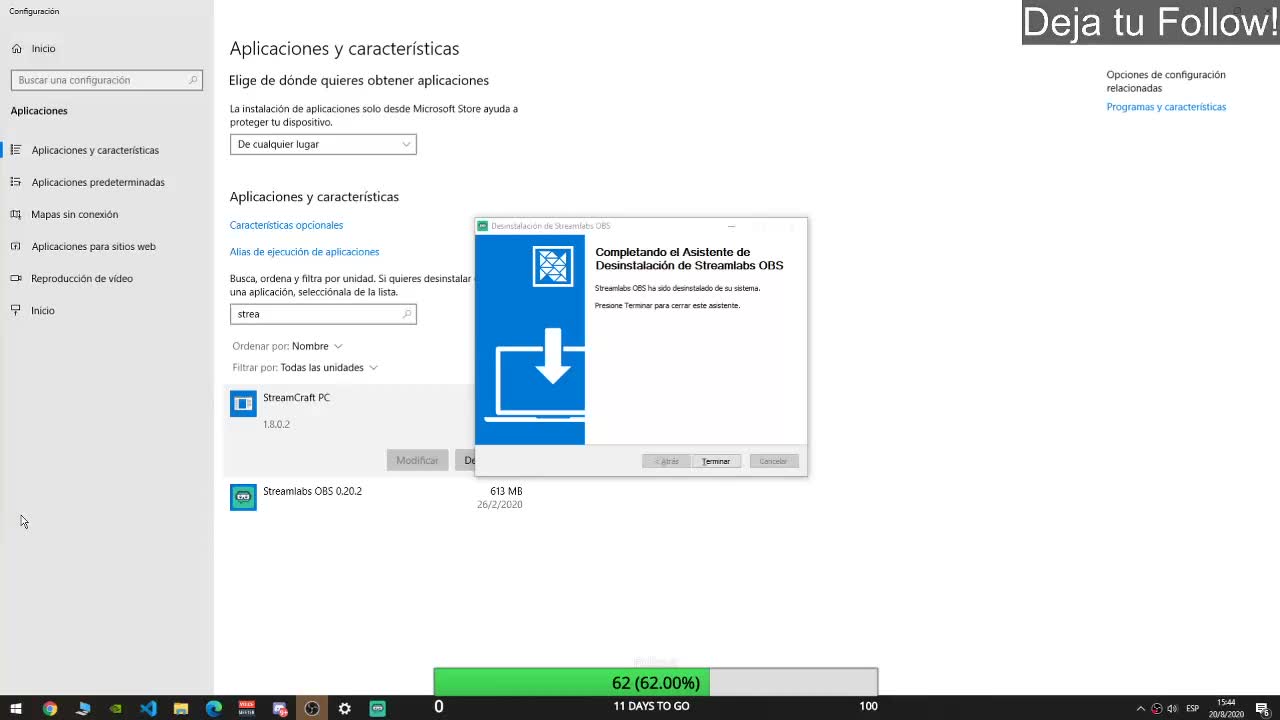 Configuración
Deja tu Follow!
Inicio
Buscar una configuración
Aplicaciones
Aplicaciones y características
Aplicaciones predeterminadas
Mapas sin conexión
Aplicaciones para sitios web
Reproducción de vídeo
Inicio
Aplicaciones y características
Elige de dónde quieres obtener aplicaciones
La instalación de aplicaciones solo desde Microsoft Store ayuda a
proteger tu dispositivo.
De cualquier lugar
Aplicaciones y características
Características opcionales
Alias de ejecución de aplicaciones
Busca, ordena y filtra por unidad. Si quieres desinstalar
una aplicación, selecciónala de la lista.
strea
Ordenar por: Nombre
Filtrar por: Todas las unidades
StreamCraft PC
1.8.0.2
Modificar
De
Streamlabs OBS 0.20.2
613 MB
26/2/2020
Opciones de configuración
relacionadas
Programas y características
Desinstalación de Streamlabs OBS
Completando el Asistente de
Desinstalación de Streamlabs OBS
Streamlabs OBS ha sido desinstalado de su sistema.
Presione Terminar para cerrar este asistente.
< Atrás
Terminar
Cancelar
62 (62.00%)
0
11 DAYS TO GO
100
ESP
15:44
20/8/2020